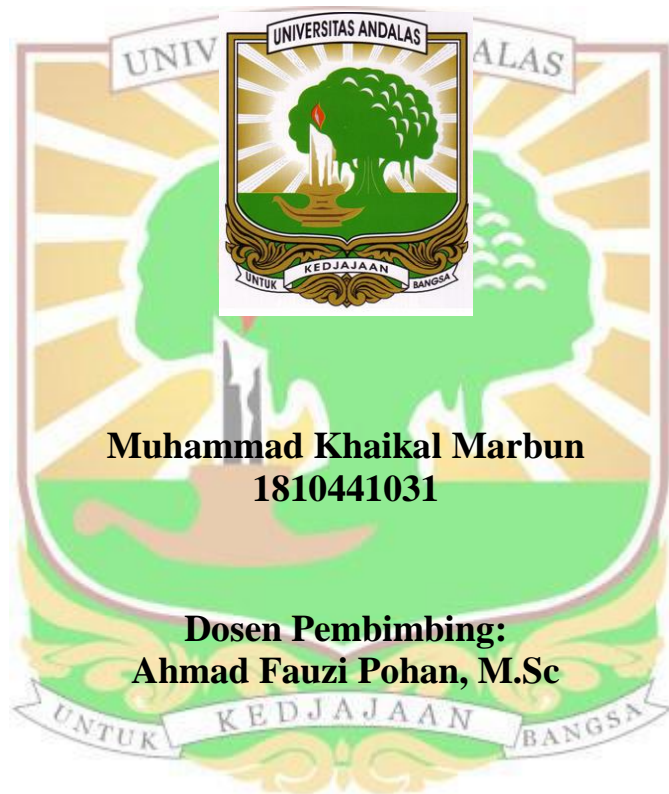 UNIVERSITAS ANDALAS
UNTUK KEDJAJAAN BANGSA
Muhammad Khaikal Marbun
1810441031
Dosen Pembimbing:
Ahmad Fauzi Pohan, M.Sc
UNTUK KEDJAJAAN BANGSA